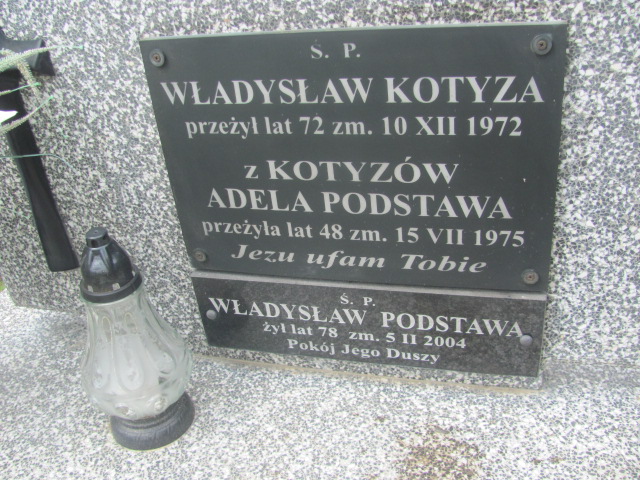 Ś. P.
WŁADYSŁAW KOTYZA
przeżył lat 72 zm. 10 XII 1972
z KOTYZÓW
ADELA PODSTAWA
przeżyła lat 48 zm. 15 VII 1975
Jezu ufam Tobie
Ś. P.
WŁADYSŁAW PODSTAWA
żył lat 78 zm. 5 II 2004
Pokój Jego Duszy